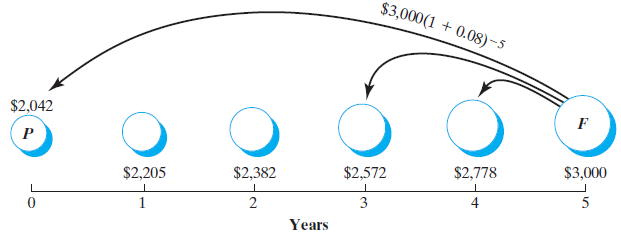 $3,000(1 + 0.08)−5
$2,042
P
F
$2,205 $2,382 $2,572 $2,778 $3,000
0 1 2 3 4 5
Years